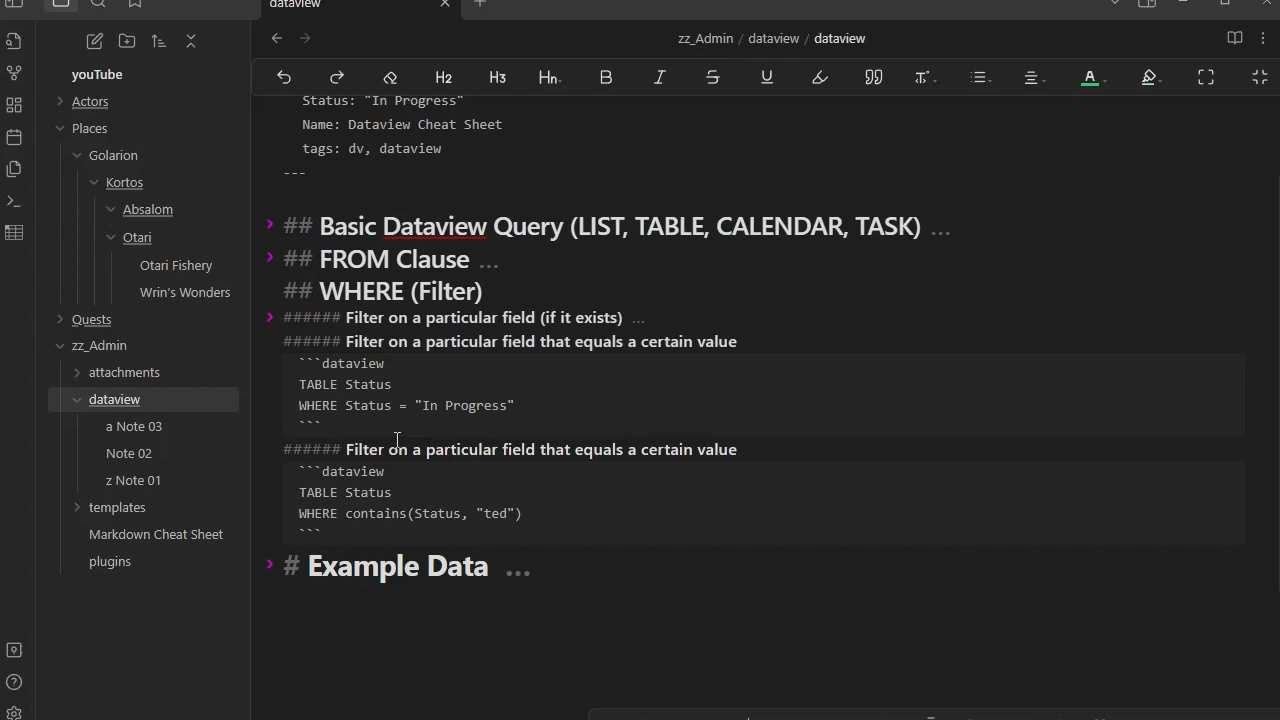 dataview
youTube
Actors
Places
Golarion
Kortos
Absalom
Otari
Otari Fishery
Wrin's Wonders
Quests
zz_Admin
attachments
dataview
a Note 03
Note 02
z Note 01
templates
Markdown Cheat Sheet
plugins
zz_Admin / dataview / dataview
H2 H3 Hn B I S U A
Status: "In Progress"
Name: Dataview Cheat Sheet
tags: dv, dataview
---
## Basic Dataview Query (LIST, TABLE, CALENDAR, TASK) ...
## FROM Clause ...
## WHERE (Filter)
###### Filter on a particular field (if it exists) ...
###### Filter on a particular field that equals a certain value
```dataview
TABLE Status
WHERE Status = "In Progress"
```
###### Filter on a particular field that equals a certain value
```dataview
TABLE Status
WHERE contains(Status, "ted")
```
# Example Data ...